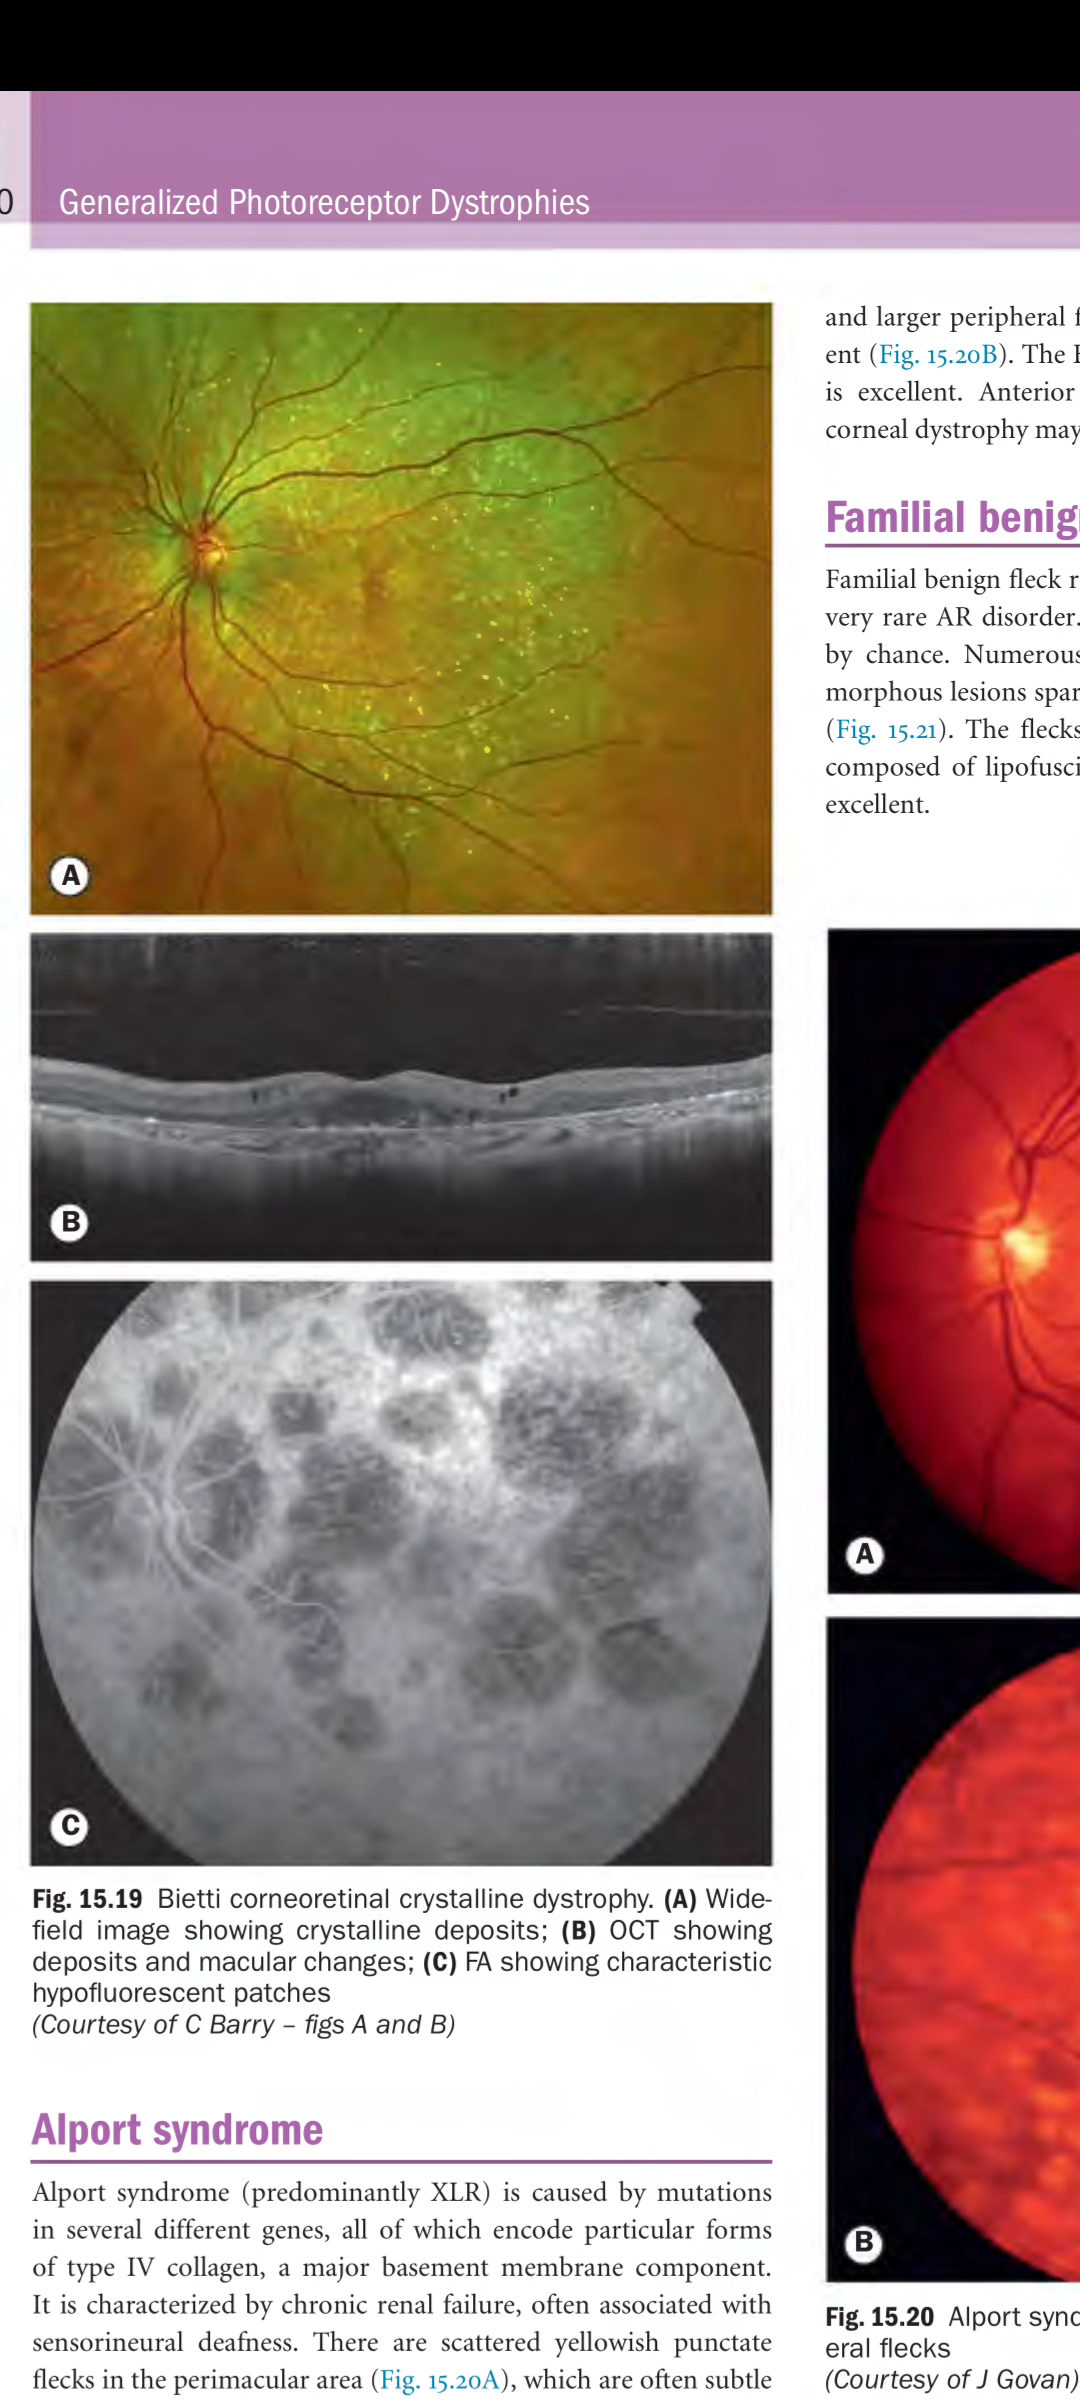 0 Generalized Photoreceptor Dystrophies
A
B
C
Fig. 15.19 Bietti corneoretinal crystalline dystrophy. (A) Wide-
field image showing crystalline deposits; (B) OCT showing
deposits and macular changes; (C) FA showing characteristic
hypofluorescent patches
(Courtesy of C Barry – figs A and B)
Alport syndrome
Alport syndrome (predominantly XLR) is caused by mutations
in several different genes, all of which encode particular forms
of type IV collagen, a major basement membrane component.
It is characterized by chronic renal failure, often associated with
sensorineural deafness. There are scattered yellowish punctate
flecks in the perimacular area (Fig. 15.20A), which are often subtle
and larger peripheral f
ent (Fig. 15.20B). The
is excellent. Anterior
corneal dystrophy may
Familial benig
Familial benign fleck r
very rare AR disorder.
by chance. Numerous
morphous lesions spar
(Fig. 15.21). The flecks
composed of lipofusci
excellent.
A
B
Fig. 15.20 Alport synd
eral flecks
(Courtesy of J Govan)